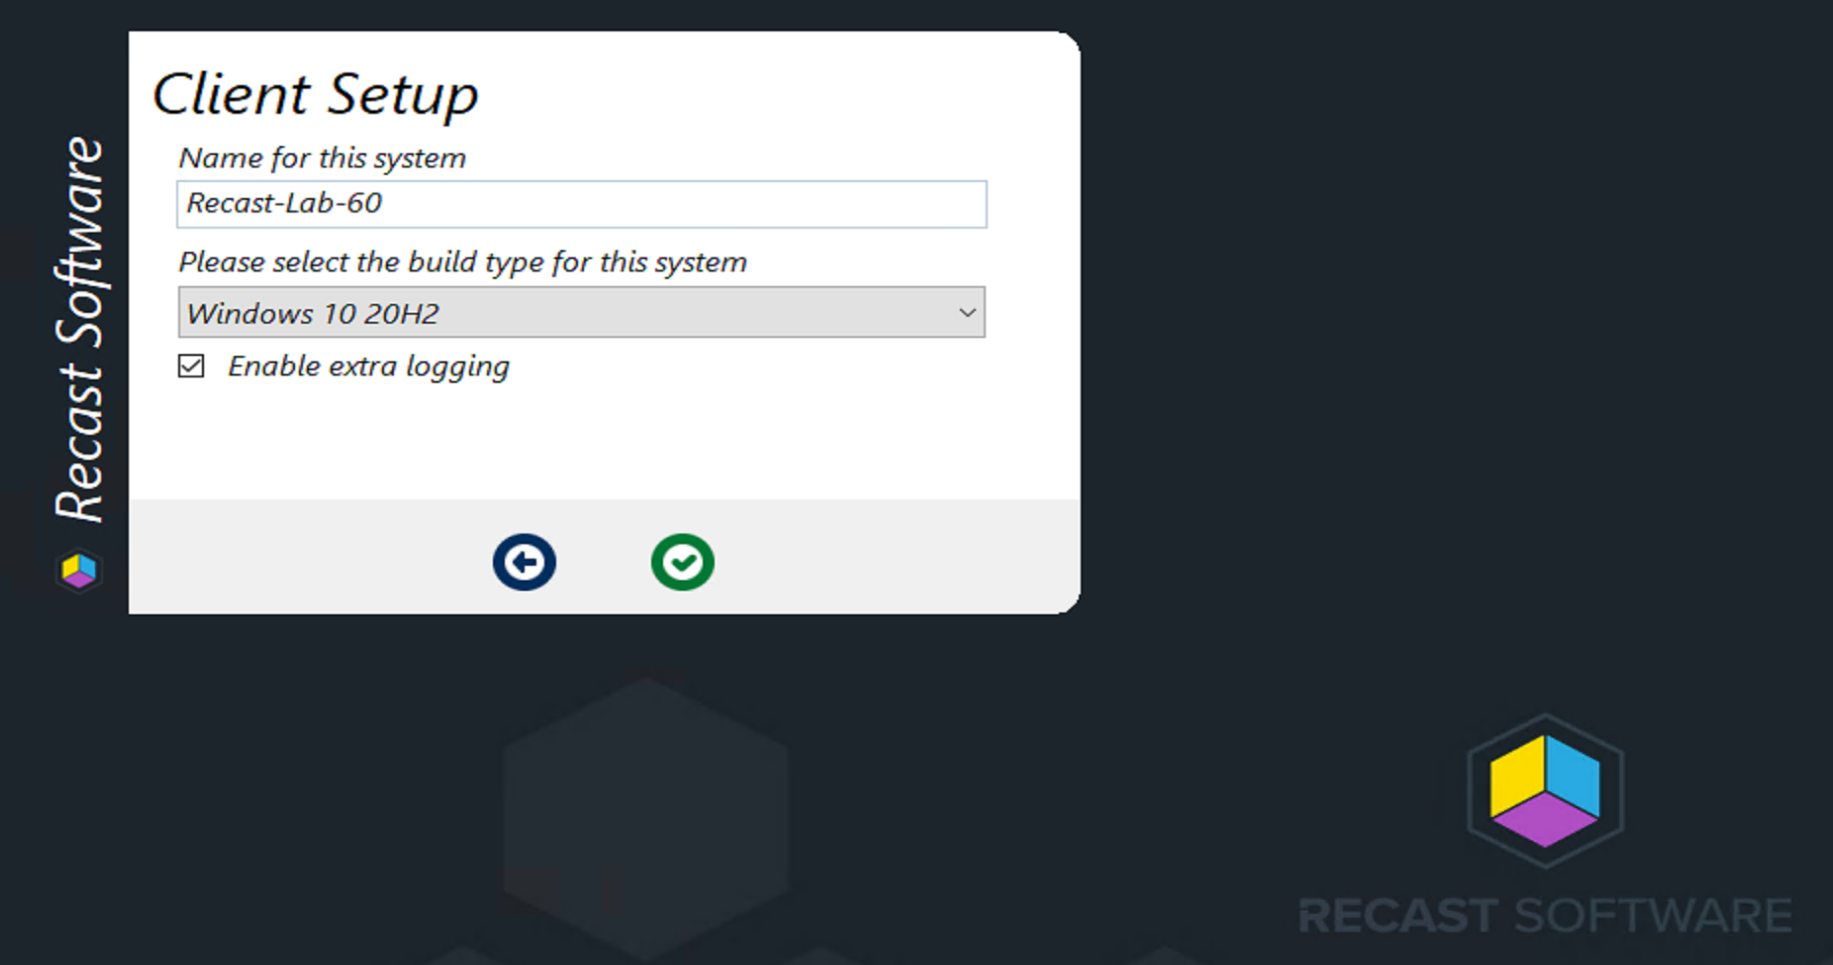 Recast Software
Client Setup
Name for this system
Recast-Lab-60
Please select the build type for this system
Windows 10 20H2
Enable extra logging
RECAST SOFTWARE